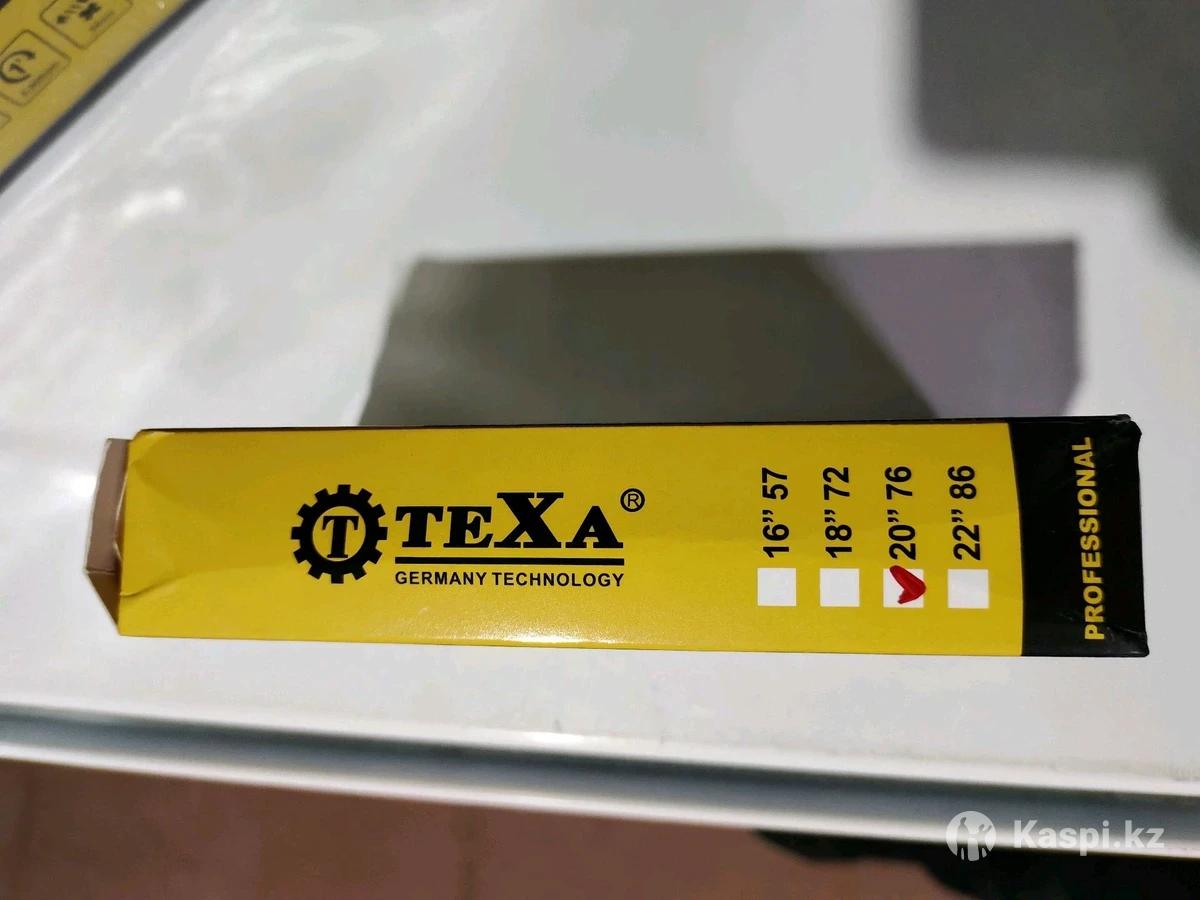 T
TEXA®
GERMANY TECHNOLOGY
16” 57
18” 72
20” 76
22” 86
PROFESSIONAL
Kaspi.kz